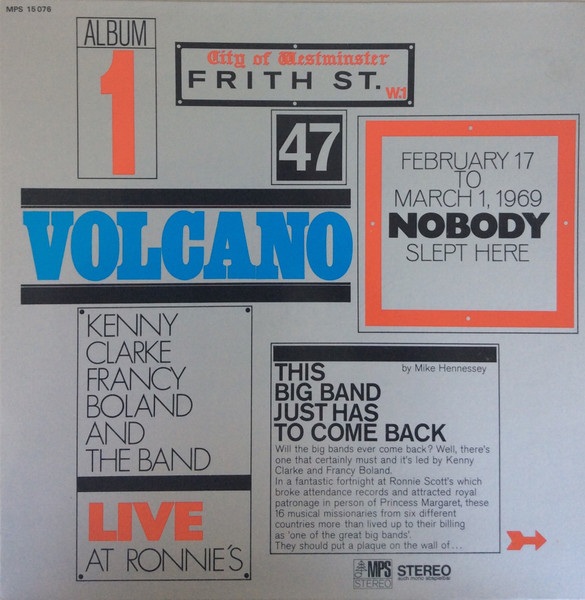 MPS 15076
ALBUM
1
City of Westminster
FRITH ST.
W.1
47
FEBRUARY 17
TO
MARCH 1, 1969
NOBODY
SLEPT HERE
VOLCANO
KENNY
CLARKE
FRANCY
BOLAND
AND
THE BAND
LIVE
AT RONNIE'S
THIS
by Mike Hennessey
BIG BAND
JUST HAS
TO COME BACK
Will the big bands ever come back? Well, there's
one that certainly must and it's led by Kenny
Clarke and Francy Boland.
In a fantastic fortnight at Ronnie Scott's which
broke attendance records and attracted royal
patronage in person of Princess Margaret, these
16 musical missionaries from six different
countries more than lived up to their billing
as 'one of the great big bands'.
They should put a plaque on the wall of...
MPS
STEREO
STEREO